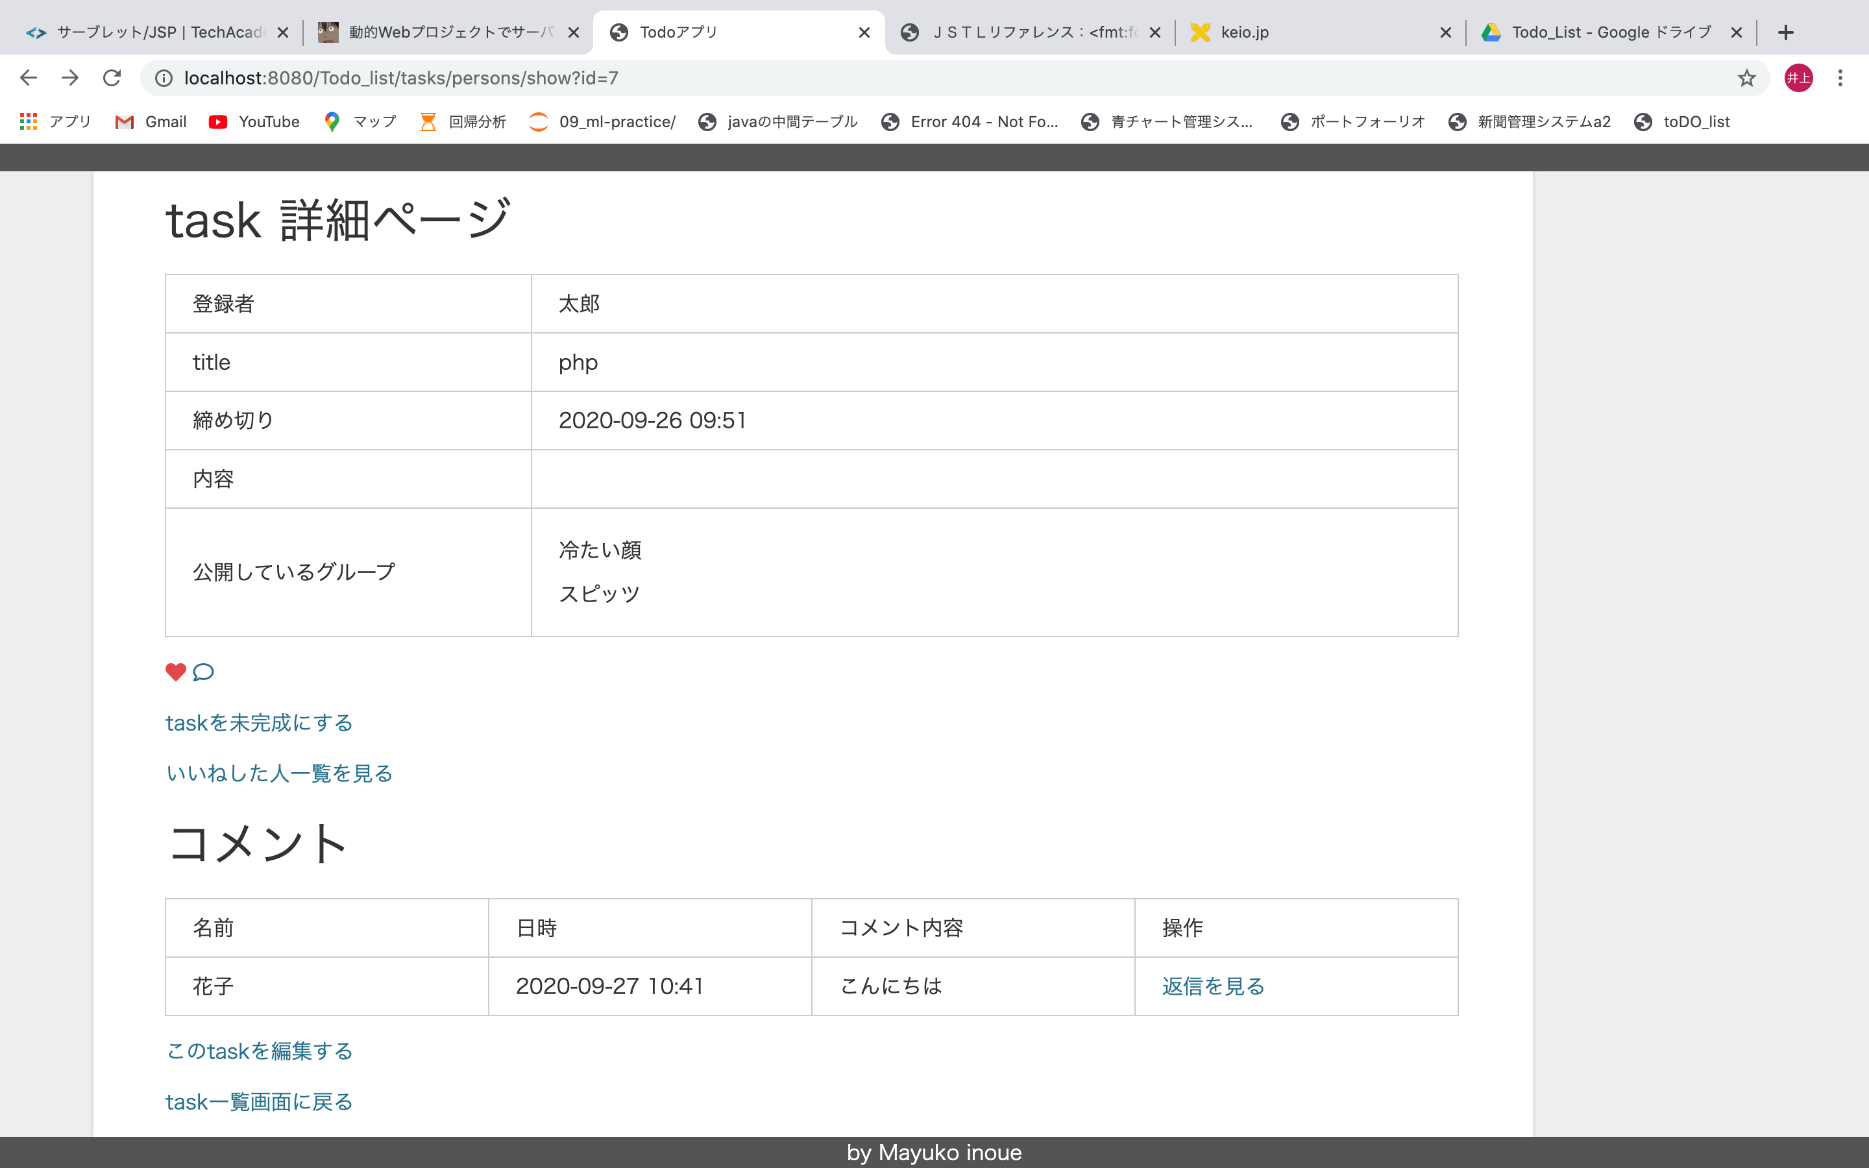 サーブレット/JSP | TechAcad
動的Webプロジェクトでサーバ
Todoアプリ
ＪＳＴＬリファレンス：<fmt:fo
keio.jp
Todo_List - Google ドライブ
localhost:8080/Todo_list/tasks/persons/show?id=7
井上
アプリ
Gmail
YouTube
マップ
回帰分析
09_ml-practice/
javaの中間テーブル
Error 404 - Not Fo...
青チャート管理シス...
ポートフォーリオ
新聞管理システムa2
toDO_list
task 詳細ページ
登録者 太郎
title php
締め切り 2020-09-26 09:51
内容
公開しているグループ
冷たい顔
スピッツ
taskを未完成にする
いいねした人一覧を見る
コメント
名前 日時 コメント内容 操作
花子 2020-09-27 10:41 こんにちは 返信を見る
このtaskを編集する
task一覧画面に戻る
by Mayuko inoue